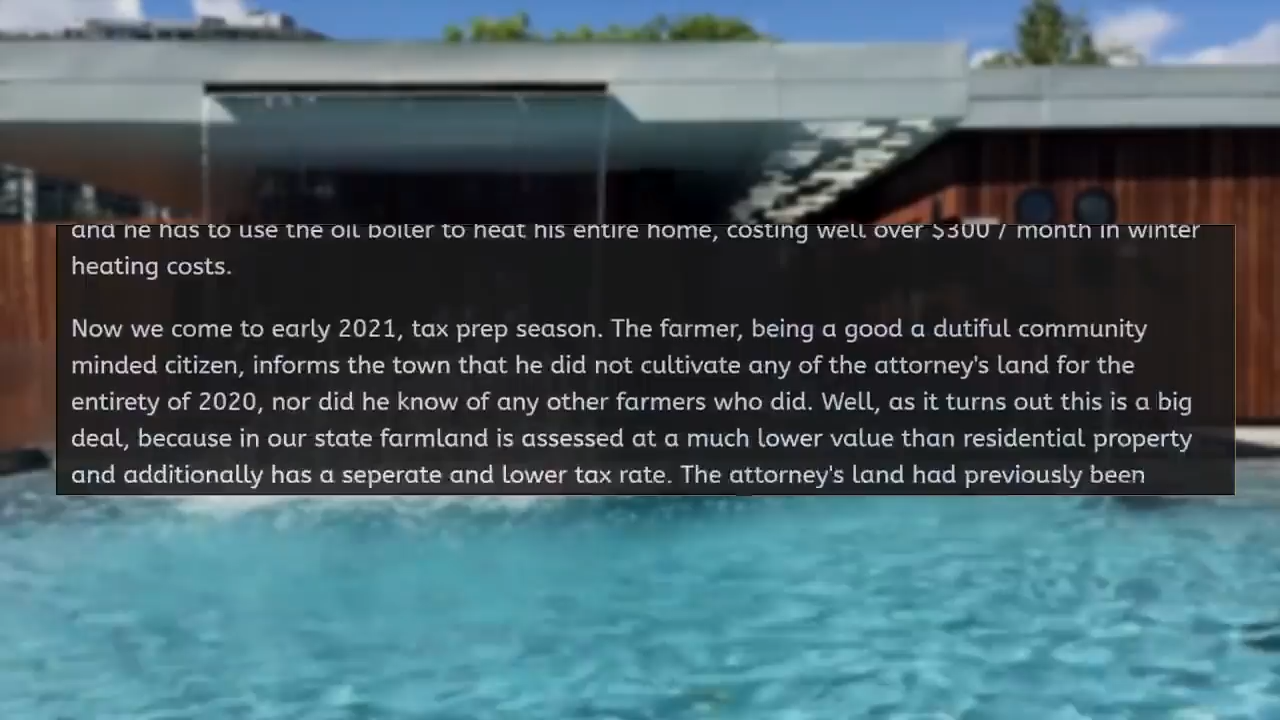 and he has to use the oil boiler to heat his entire home, costing well over $300 / month in winter
heating costs.
Now we come to early 2021, tax prep season. The farmer, being a good a dutiful community
minded citizen, informs the town that he did not cultivate any of the attorney's land for the
entirety of 2020, nor did he know of any other farmers who did. Well, as it turns out this is a big
deal, because in our state farmland is assessed at a much lower value than residential property
and additionally has a seperate and lower tax rate. The attorney's land had previously been